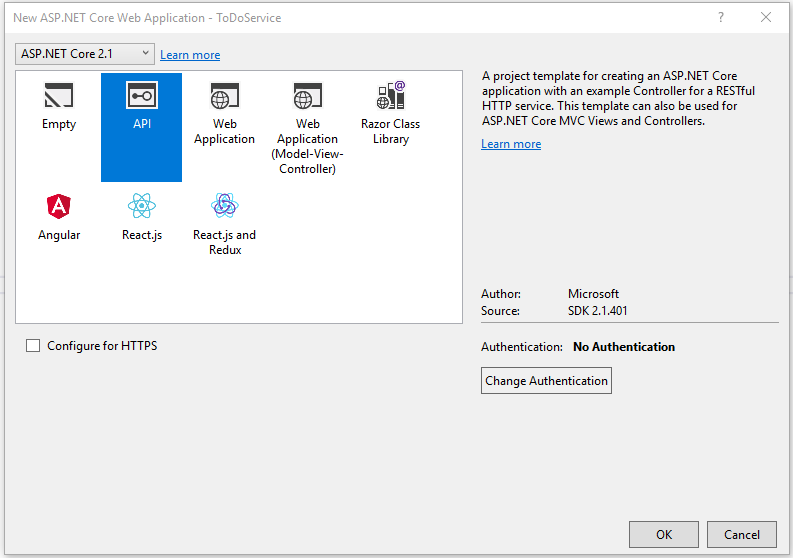 New ASP.NET Core Web Application - ToDoService
?
ASP.NET Core 2.1
Learn more
Empty
API
Web
Application
Web
Application
(Model-View-
Controller)
Razor Class
Library
Angular
React.js
React.js and
Redux
A project template for creating an ASP.NET Core
application with an example Controller for a RESTful
HTTP service. This template can also be used for
ASP.NET Core MVC Views and Controllers.
Learn more
Author: Microsoft
Source: SDK 2.1.401
Configure for HTTPS
Authentication: No Authentication
Change Authentication
OK
Cancel